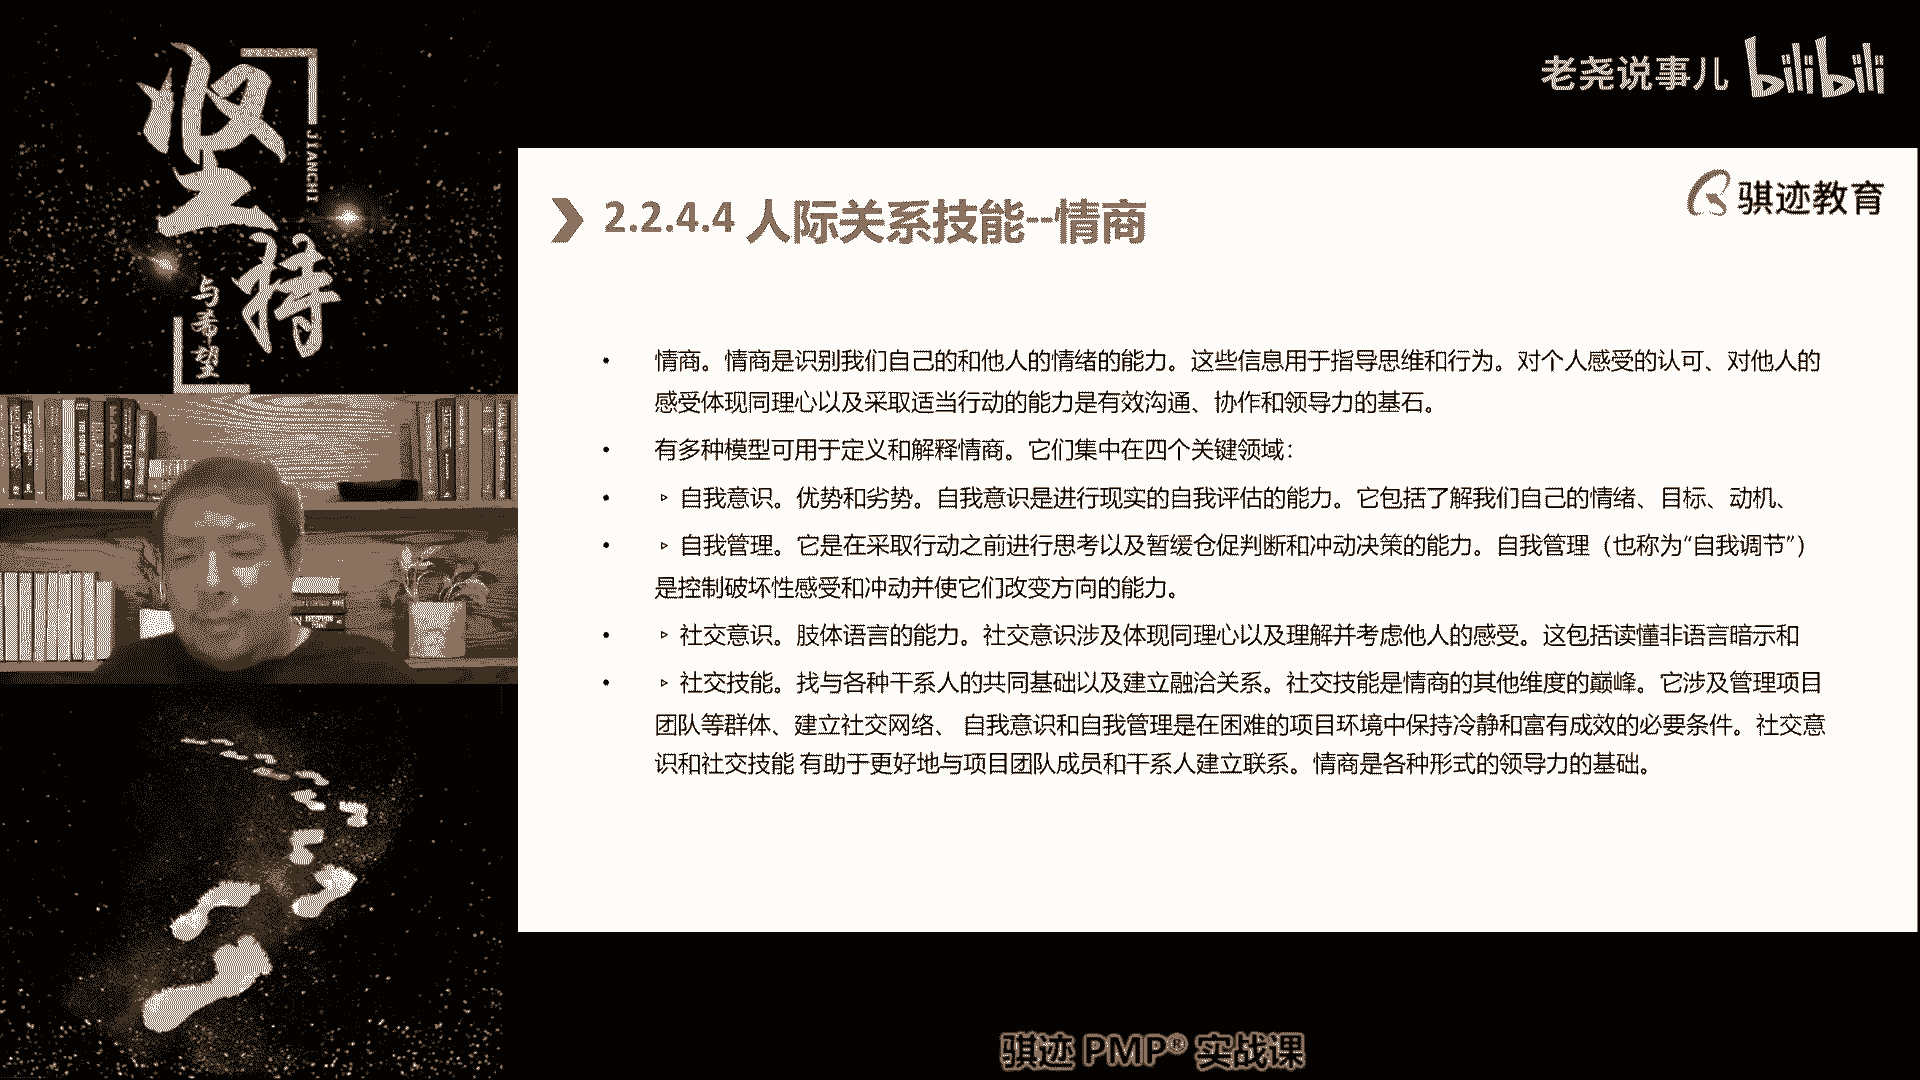 坚持
JIANCHI
与希望
老尧说事儿 bilibili
骐迹教育
2.2.4.4 人际关系技能--情商
• 情商。情商是识别我们自己的和他人的情绪的能力。这些信息用于指导思维和行为。对个人感受的认可、对他人的
感受体现同理心以及采取适当行动的能力是有效沟通、协作和领导力的基石。
• 有多种模型可用于定义和解释情商。它们集中在四个关键领域：
• ▹ 自我意识。优势和劣势。自我意识是进行现实的自我评估的能力。它包括了解我们自己的情绪、目标、动机、
• ▹ 自我管理。它是在采取行动之前进行思考以及暂缓仓促判断和冲动决策的能力。自我管理（也称为“自我调节”）
是控制破坏性感受和冲动并使它们改变方向的能力。
• ▹ 社交意识。肢体语言的能力。社交意识涉及体现同理心以及理解并考虑他人的感受。这包括读懂非语言暗示和
• ▹ 社交技能。找与各种干系人的共同基础以及建立融洽关系。社交技能是情商的其他维度的巅峰。它涉及管理项目
团队等群体、建立社交网络、 自我意识和自我管理是在困难的项目环境中保持冷静和富有成效的必要条件。社交意
识和社交技能 有助于更好地与项目团队成员和干系人建立联系。情商是各种形式的领导力的基础。
骐迹 PMP® 实战课